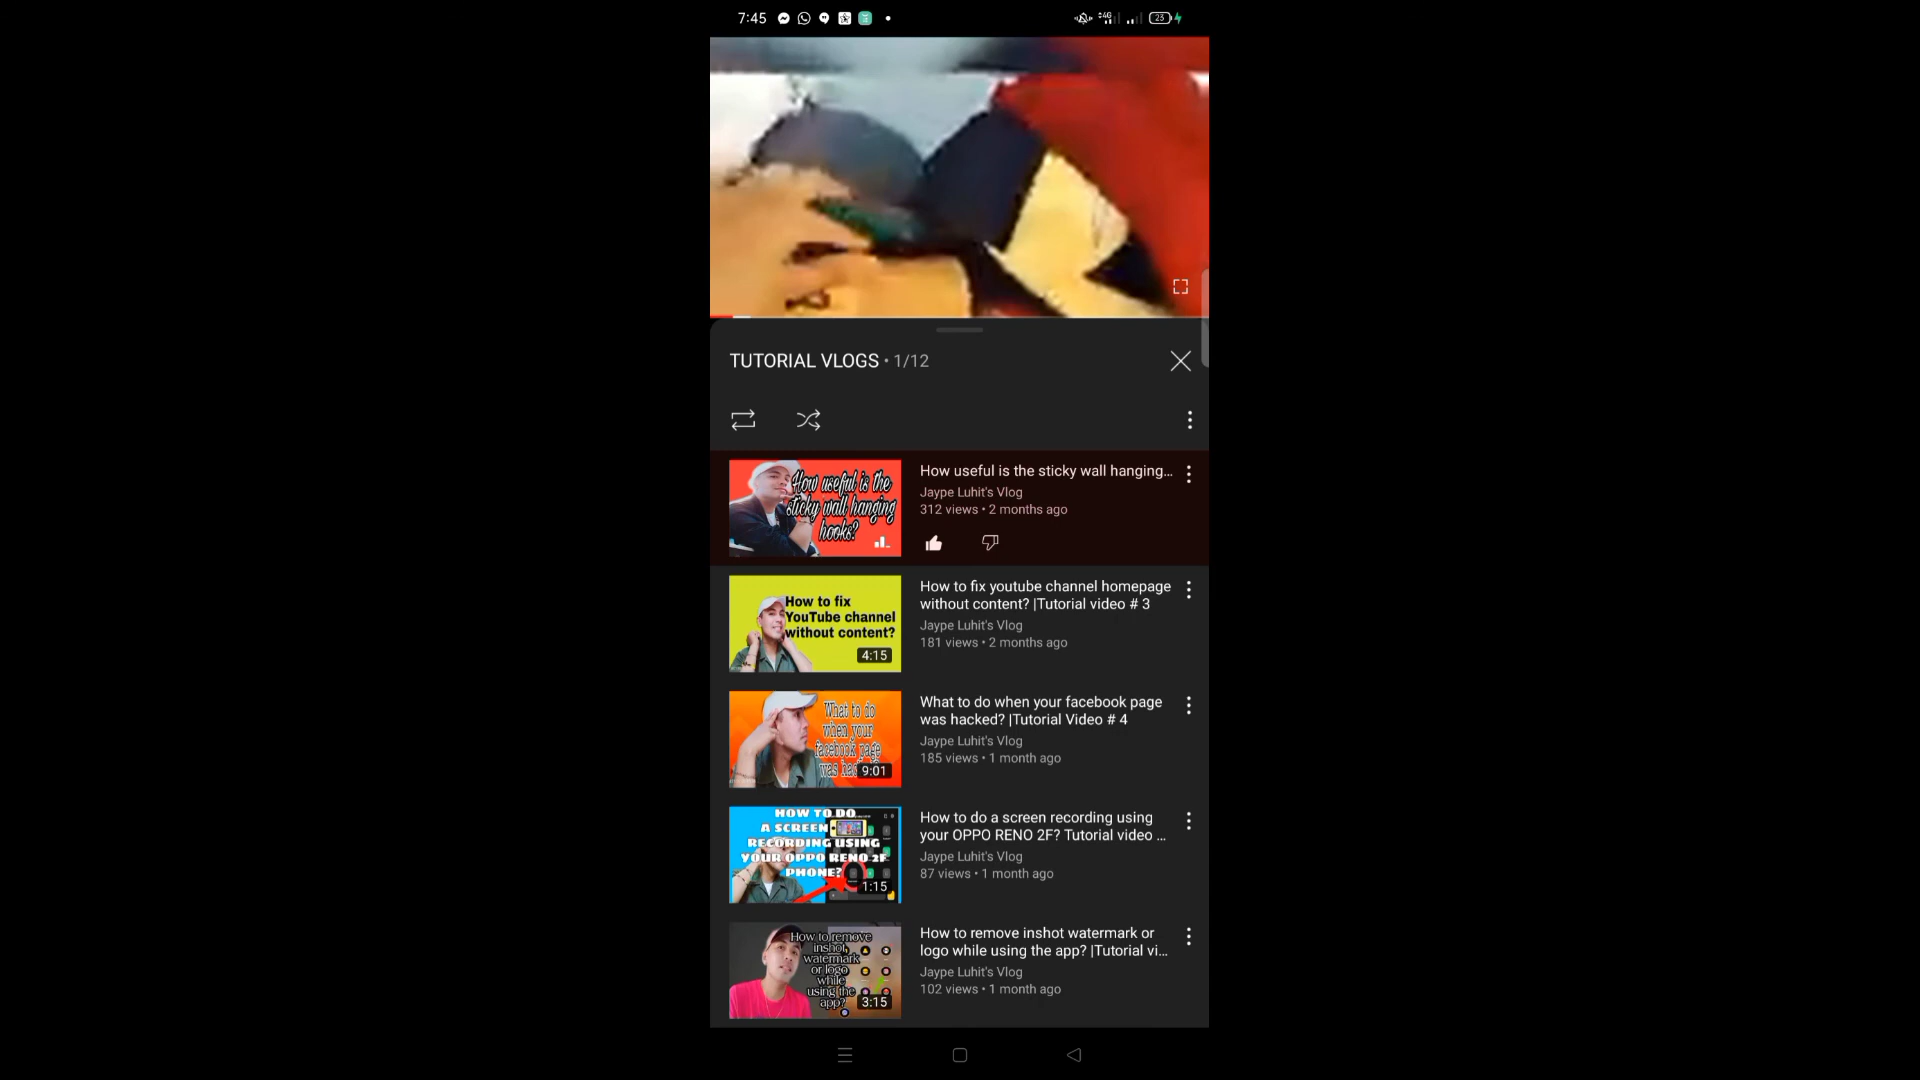 7:45
4G
23
TUTORIAL VLOGS • 1/12
How useful is the
sticky wall hanging
hooks?
How useful is the sticky wall hanging...
Jaype Luhit's Vlog
312 views • 2 months ago
How to fix
YouTube channel
without content?
4:15
How to fix youtube channel homepage
without content? |Tutorial video # 3
Jaype Luhit's Vlog
181 views • 2 months ago
What to do
when your
facebook page
was
9:01
What to do when your facebook page
was hacked? |Tutorial Video # 4
Jaype Luhit's Vlog
185 views • 1 month ago
HOW TO DO
A SCREEN
RECORDING USING
YOUR OPPO RENO 2F
PHONE?
1:15
How to do a screen recording using
your OPPO RENO 2F? Tutorial video ...
Jaype Luhit's Vlog
87 views • 1 month ago
How to remove
inshot
watermark
or logo
while
using the
app?
3:15
How to remove inshot watermark or
logo while using the app? |Tutorial vi...
Jaype Luhit's Vlog
102 views • 1 month ago